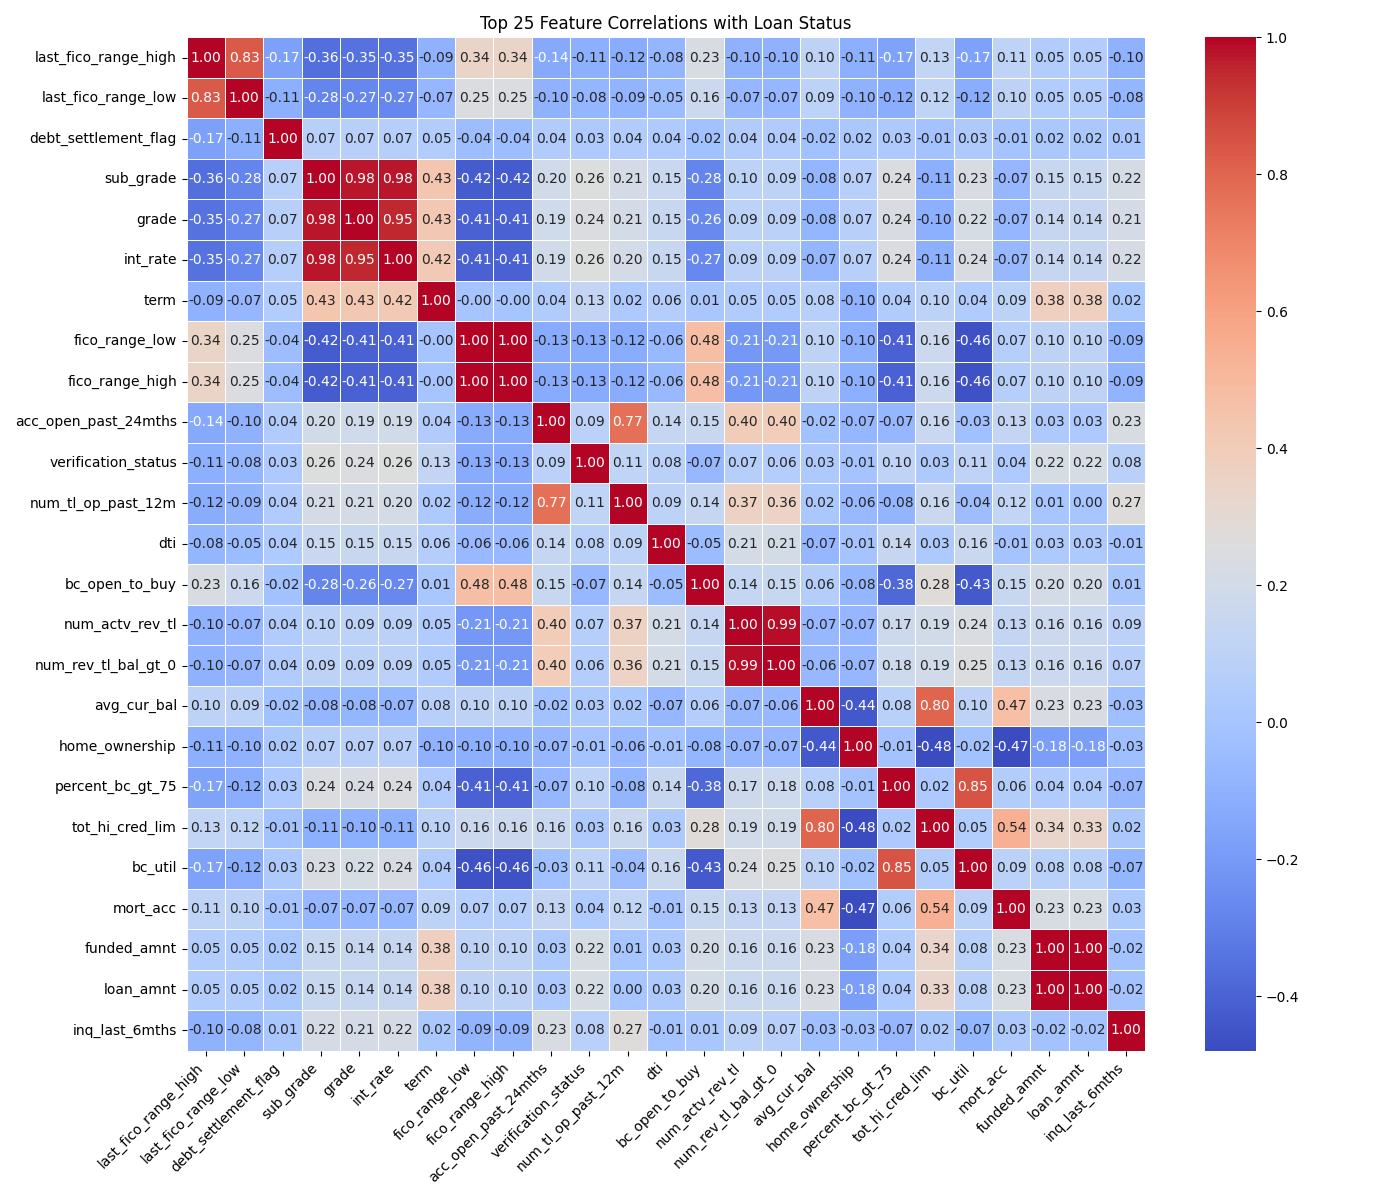 Top 25 Feature Correlations with Loan Status
last_fico_range_high 1.00 0.83 -0.17 -0.36 -0.35 -0.35 -0.09 0.34 0.34 -0.14 -0.11 -0.12 -0.08 0.23 -0.10 -0.10 0.10 -0.11 -0.17 0.13 -0.17 0.11 0.05 0.05 -0.10
last_fico_range_low 0.83 1.00 -0.11 -0.28 -0.27 -0.27 -0.07 0.25 0.25 -0.10 -0.08 -0.09 -0.05 0.16 -0.07 -0.07 0.09 -0.10 -0.12 0.12 -0.12 0.10 0.05 0.05 -0.08
debt_settlement_flag -0.17 -0.11 1.00 0.07 0.07 0.07 0.05 -0.04 -0.04 0.04 0.03 0.04 0.04 -0.02 0.04 0.04 -0.02 0.02 0.03 -0.01 0.03 -0.01 0.02 0.02 0.01
sub_grade -0.36 -0.28 0.07 1.00 0.98 0.98 0.43 -0.42 -0.42 0.20 0.26 0.21 0.15 -0.28 0.10 0.09 -0.08 0.07 0.24 -0.11 0.23 -0.07 0.15 0.15 0.22
grade -0.35 -0.27 0.07 0.98 1.00 0.95 0.43 -0.41 -0.41 0.19 0.24 0.21 0.15 -0.26 0.09 0.09 -0.08 0.07 0.24 -0.10 0.22 -0.07 0.14 0.14 0.21
int_rate -0.35 -0.27 0.07 0.98 0.95 1.00 0.42 -0.41 -0.41 0.19 0.26 0.20 0.15 -0.27 0.09 0.09 -0.07 0.07 0.24 -0.11 0.24 -0.07 0.14 0.14 0.22
term -0.09 -0.07 0.05 0.43 0.43 0.42 1.00 -0.00 -0.00 0.04 0.13 0.02 0.06 0.01 0.05 0.05 0.08 -0.10 0.04 0.10 0.04 0.09 0.38 0.38 0.02
fico_range_low 0.34 0.25 -0.04 -0.42 -0.41 -0.41 -0.00 1.00 1.00 -0.13 -0.13 -0.12 -0.06 0.48 -0.21 -0.21 0.10 -0.10 -0.41 0.16 -0.46 0.07 0.10 0.10 -0.09
fico_range_high 0.34 0.25 -0.04 -0.42 -0.41 -0.41 -0.00 1.00 1.00 -0.13 -0.13 -0.12 -0.06 0.48 -0.21 -0.21 0.10 -0.10 -0.41 0.16 -0.46 0.07 0.10 0.10 -0.09
acc_open_past_24mths -0.14 -0.10 0.04 0.20 0.19 0.19 0.04 -0.13 -0.13 1.00 0.09 0.77 0.14 0.15 0.40 0.40 -0.02 -0.07 -0.07 0.16 -0.03 0.13 0.03 0.03 0.23
verification_status -0.11 -0.08 0.03 0.26 0.24 0.26 0.13 -0.13 -0.13 0.09 1.00 0.11 0.08 -0.07 0.07 0.06 0.03 -0.01 0.10 0.03 0.11 0.04 0.22 0.22 0.08
num_tl_op_past_12m -0.12 -0.09 0.04 0.21 0.21 0.20 0.02 -0.12 -0.12 0.77 0.11 1.00 0.09 0.14 0.37 0.36 0.02 -0.06 -0.08 0.16 -0.04 0.12 0.01 0.00 0.27
dti -0.08 -0.05 0.04 0.15 0.15 0.15 0.06 -0.06 -0.06 0.14 0.08 0.09 1.00 -0.05 0.21 0.21 -0.07 -0.01 0.14 0.03 0.16 -0.01 0.03 0.03 -0.01
bc_open_to_buy 0.23 0.16 -0.02 -0.28 -0.26 -0.27 0.01 0.48 0.48 0.15 -0.07 0.14 -0.05 1.00 0.14 0.15 0.06 -0.08 -0.38 0.28 -0.43 0.15 0.20 0.20 0.01
num_actv_rev_tl -0.10 -0.07 0.04 0.10 0.09 0.09 0.05 -0.21 -0.21 0.40 0.07 0.37 0.21 0.14 1.00 0.99 -0.07 -0.07 0.17 0.19 0.24 0.13 0.16 0.16 0.09
num_rev_tl_bal_gt_0 -0.10 -0.07 0.04 0.09 0.09 0.09 0.05 -0.21 -0.21 0.40 0.06 0.36 0.21 0.15 0.99 1.00 -0.06 -0.07 0.18 0.19 0.25 0.13 0.16 0.16 0.07
avg_cur_bal 0.10 0.09 -0.02 -0.08 -0.08 -0.07 0.08 0.10 0.10 -0.02 0.03 0.02 -0.07 0.06 -0.07 -0.06 1.00 -0.44 0.08 0.80 0.10 0.47 0.23 0.23 -0.03
home_ownership -0.11 -0.10 0.02 0.07 0.07 0.07 -0.10 -0.10 -0.10 -0.07 -0.01 -0.06 -0.01 -0.08 -0.07 -0.07 -0.44 1.00 -0.01 -0.48 -0.02 -0.47 -0.18 -0.18 -0.03
percent_bc_gt_75 -0.17 -0.12 0.03 0.24 0.24 0.24 0.04 -0.41 -0.41 -0.07 0.10 -0.08 0.14 -0.38 0.17 0.18 0.08 -0.01 1.00 0.02 0.85 0.06 0.04 0.04 -0.07
tot_hi_cred_lim 0.13 0.12 -0.01 -0.11 -0.10 -0.11 0.10 0.16 0.16 0.16 0.03 0.16 0.03 0.28 0.19 0.19 0.80 -0.48 0.02 1.00 0.05 0.54 0.34 0.33 0.02
bc_util -0.17 -0.12 0.03 0.23 0.22 0.24 0.04 -0.46 -0.46 -0.03 0.11 -0.04 0.16 -0.43 0.24 0.25 0.10 -0.02 0.85 0.05 1.00 0.09 0.08 0.08 -0.07
mort_acc 0.11 0.10 -0.01 -0.07 -0.07 -0.07 0.09 0.07 0.07 0.13 0.04 0.12 -0.01 0.15 0.13 0.13 0.47 -0.47 0.06 0.54 0.09 1.00 0.23 0.23 0.03
funded_amnt 0.05 0.05 0.02 0.15 0.14 0.14 0.38 0.10 0.10 0.03 0.22 0.01 0.03 0.20 0.16 0.16 0.23 -0.18 0.04 0.34 0.08 0.23 1.00 1.00 -0.02
loan_amnt 0.05 0.05 0.02 0.15 0.14 0.14 0.38 0.10 0.10 0.03 0.22 0.00 0.03 0.20 0.16 0.16 0.23 -0.18 0.04 0.33 0.08 0.23 1.00 1.00 -0.02
inq_last_6mths -0.10 -0.08 0.01 0.22 0.21 0.22 0.02 -0.09 -0.09 0.23 0.08 0.27 -0.01 0.01 0.09 0.07 -0.03 -0.03 -0.07 0.02 -0.07 0.03 -0.02 -0.02 1.00
last_fico_range_high
last_fico_range_low
debt_settlement_flag
sub_grade
grade
int_rate
term
fico_range_low
fico_range_high
acc_open_past_24mths
verification_status
num_tl_op_past_12m
dti
bc_open_to_buy
num_actv_rev_tl
num_rev_tl_bal_gt_0
avg_cur_bal
home_ownership
percent_bc_gt_75
tot_hi_cred_lim
bc_util
mort_acc
funded_amnt
loan_amnt
inq_last_6mths
1.0
0.8
0.6
0.4
0.2
0.0
−0.2
−0.4